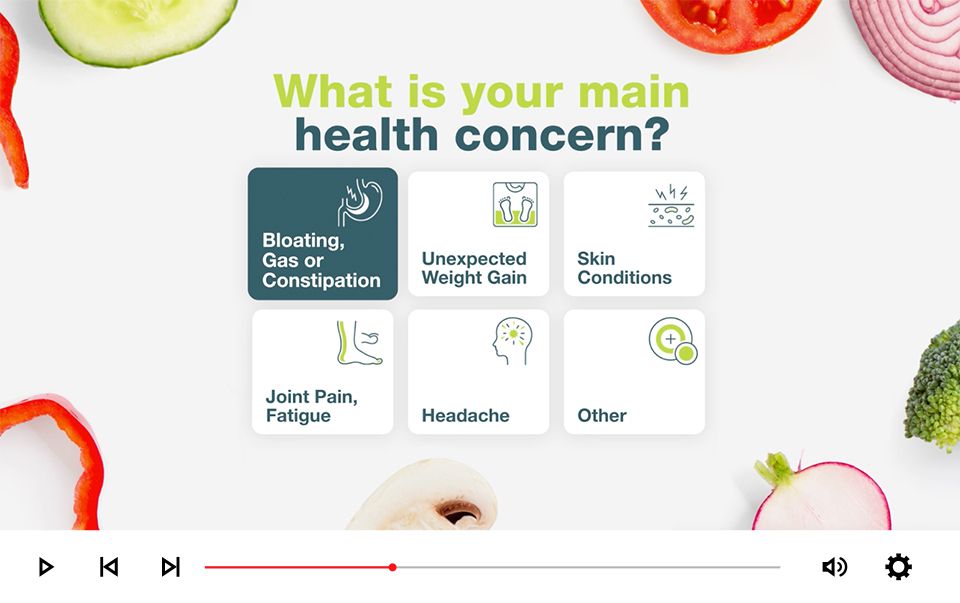 What is your main
health concern?
Bloating,
Gas or
Constipation
Unexpected
Weight Gain
Skin
Conditions
Joint Pain,
Fatigue
Headache
Other